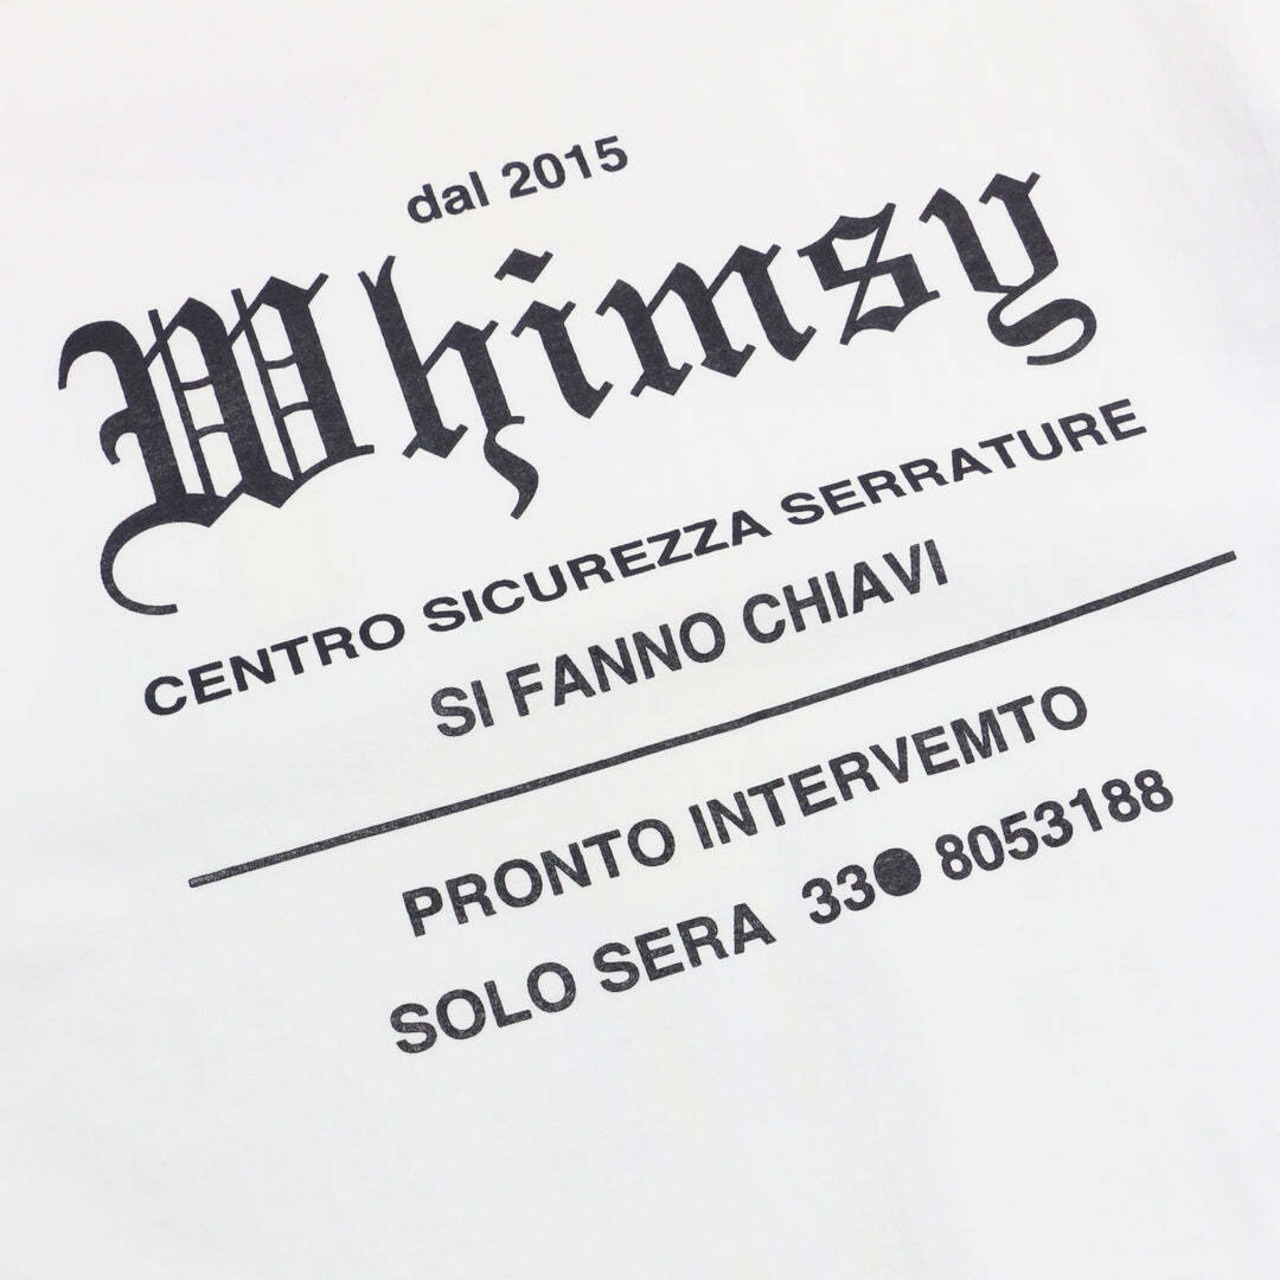 dal 2015
Whimsy
CENTRO SICUREZZA SERRATURE
SI FANNO CHIAVI
PRONTO INTERVEMTO
SOLO SERA 33● 8053188